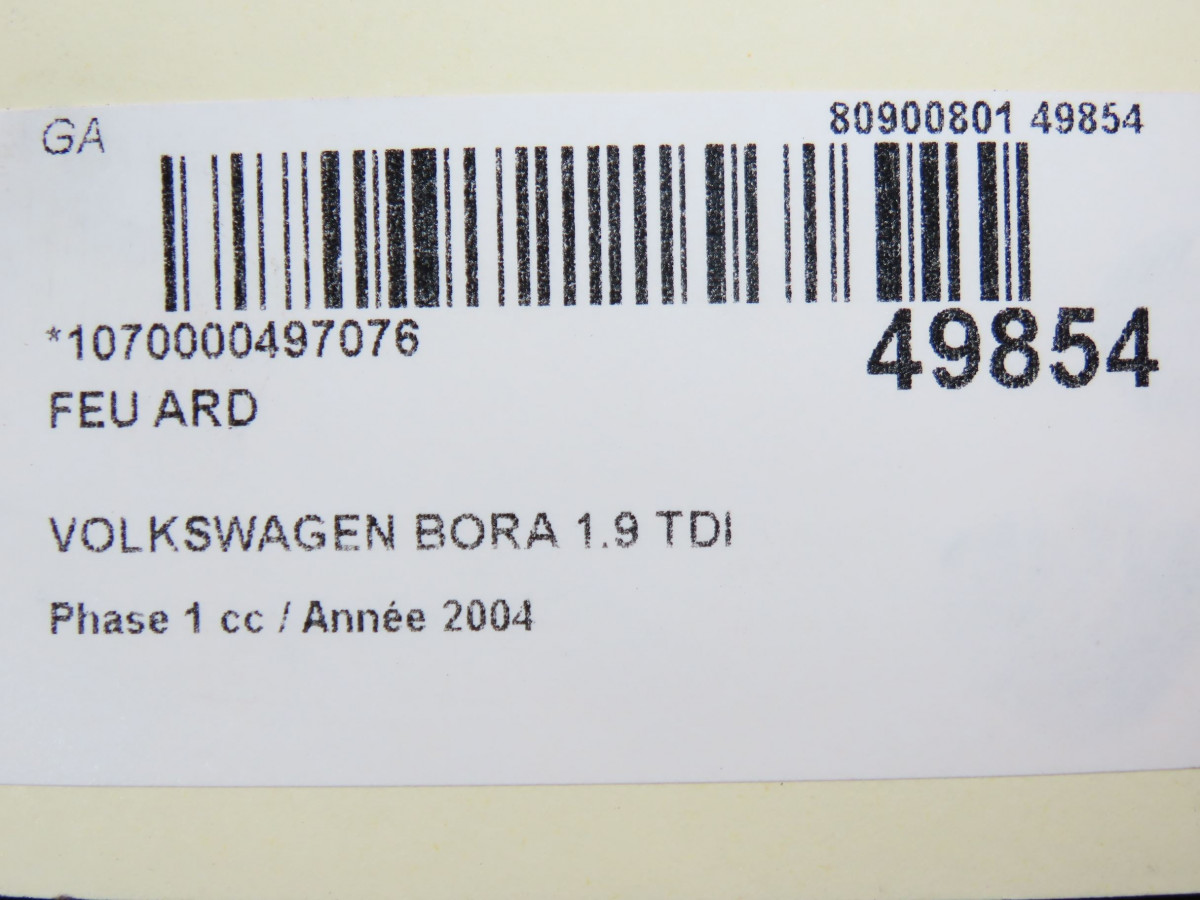 GA
80900801 49854
*1070000497076
49854
FEU ARD
VOLKSWAGEN BORA 1.9 TDI
Phase 1 cc / Année 2004